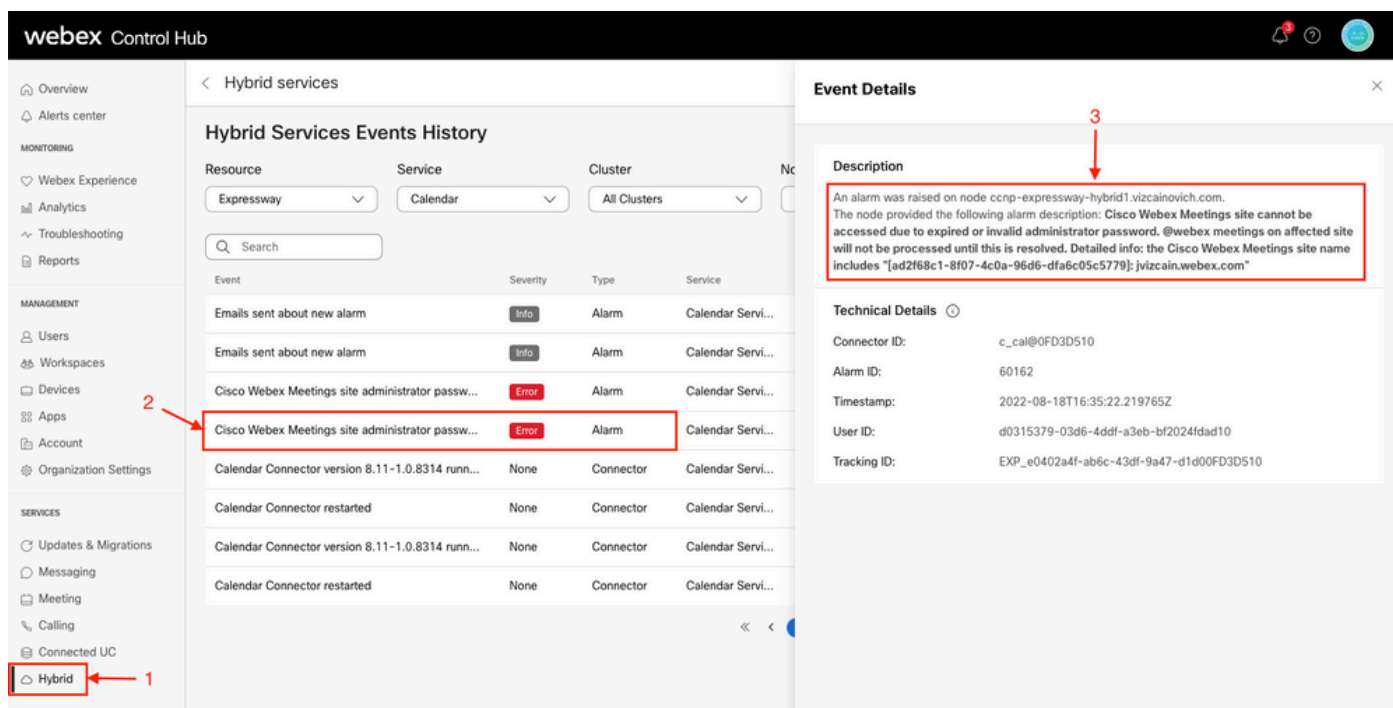 webex Control Hub
3
Overview
Alerts center
MONITORING
Webex Experience
Analytics
Troubleshooting
Reports
MANAGEMENT
Users
Workspaces
Devices
Apps
Account
Organization Settings
SERVICES
Updates & Migrations
Messaging
Meeting
Calling
Connected UC
Hybrid
1
Hybrid services
Hybrid Services Events History
Resource Service Cluster No
Expressway Calendar All Clusters
Search
Event Severity Type Service
Emails sent about new alarm Info Alarm Calendar Servi...
Emails sent about new alarm Info Alarm Calendar Servi...
Cisco Webex Meetings site administrator passw... Error Alarm Calendar Servi...
2
Cisco Webex Meetings site administrator passw... Error Alarm Calendar Servi...
Calendar Connector version 8.11-1.0.8314 runn... None Connector Calendar Servi...
Calendar Connector restarted None Connector Calendar Servi...
Calendar Connector version 8.11-1.0.8314 runn... None Connector Calendar Servi...
Calendar Connector restarted None Connector Calendar Servi...
Event Details
3
Description
An alarm was raised on node ccnp-expressway-hybrid1.vizcainovich.com.
The node provided the following alarm description: Cisco Webex Meetings site cannot be
accessed due to expired or invalid administrator password. @webex meetings on affected site
will not be processed until this is resolved. Detailed info: the Cisco Webex Meetings site name
includes "[ad2f68c1-8f07-4c0a-96d6-dfa6c05c5779]: jvizcain.webex.com"
Technical Details
Connector ID: c_cal@0FD3D510
Alarm ID: 60162
Timestamp: 2022-08-18T16:35:22.219765Z
User ID: d0315379-03d6-4ddf-a3eb-bf2024fdad10
Tracking ID: EXP_e0402a4f-ab6c-43df-9a47-d1d00FD3D510